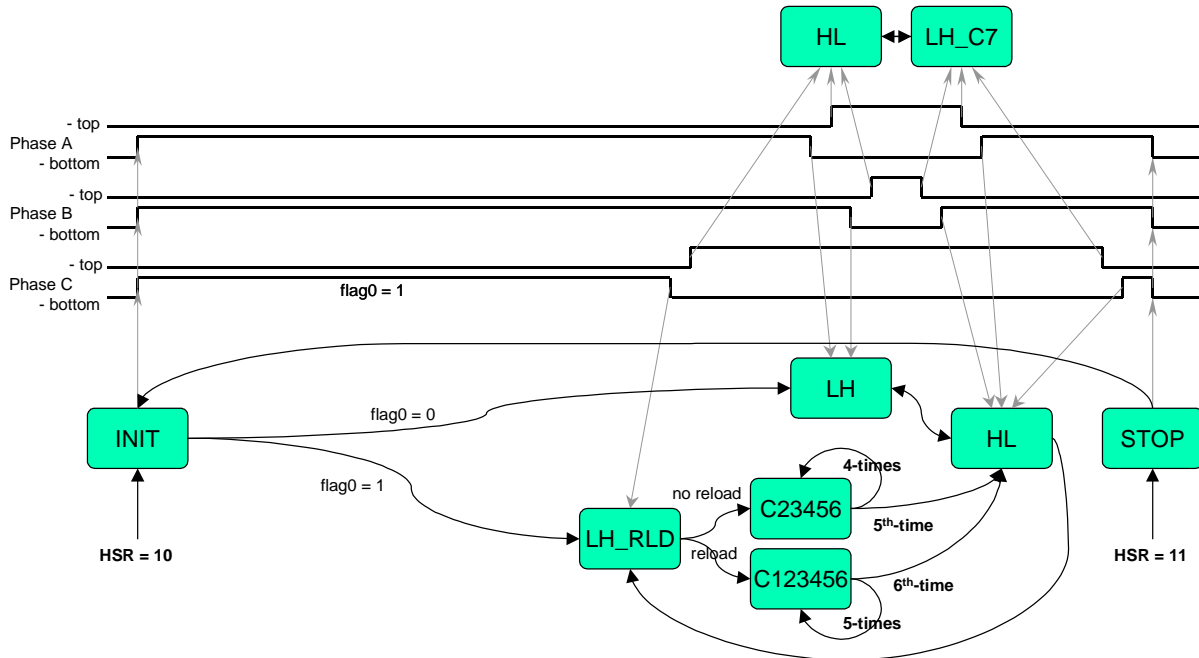 HL
LH_C7
- top
Phase A
- bottom
- top
Phase B
- bottom
- top
Phase C
- bottom
flag0 = 1
LH
INIT
flag0 = 0
HL
STOP
4-times
flag0 = 1
no reload
C23456
5th-time
LH_RLD
reload
HSR = 10
HSR = 11
C123456
6th-time
5-times